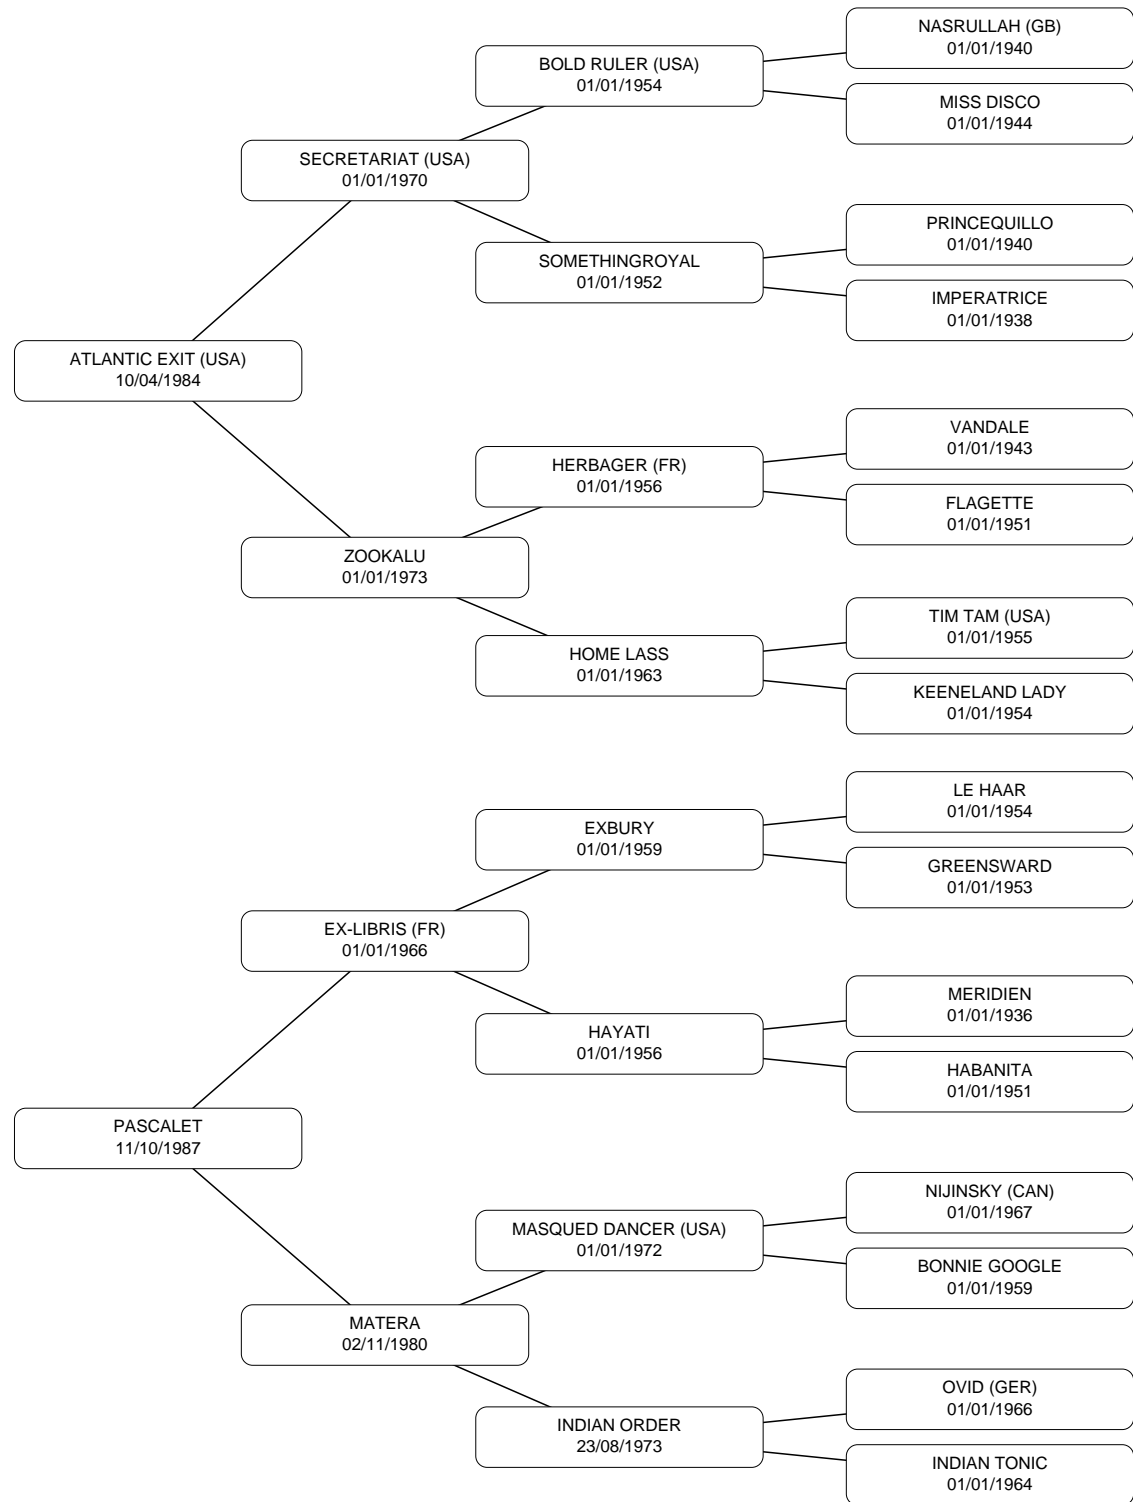 NASRULLAH (GB)
01/01/1940
BOLD RULER (USA)
01/01/1954
MISS DISCO
01/01/1944
SECRETARIAT (USA)
01/01/1970
PRINCEQUILLO
01/01/1940
SOMETHINGROYAL
01/01/1952
IMPERATRICE
01/01/1938
ATLANTIC EXIT (USA)
10/04/1984
VANDALE
01/01/1943
HERBAGER (FR)
01/01/1956
FLAGETTE
01/01/1951
ZOOKALU
01/01/1973
TIM TAM (USA)
01/01/1955
HOME LASS
01/01/1963
KEENELAND LADY
01/01/1954
LE HAAR
01/01/1954
EXBURY
01/01/1959
GREENSWARD
01/01/1953
EX-LIBRIS (FR)
01/01/1966
MERIDIEN
01/01/1936
HAYATI
01/01/1956
HABANITA
01/01/1951
PASCALET
11/10/1987
NIJINSKY (CAN)
01/01/1967
MASQUED DANCER (USA)
01/01/1972
BONNIE GOOGLE
01/01/1959
MATERA
02/11/1980
OVID (GER)
01/01/1966
INDIAN ORDER
23/08/1973
INDIAN TONIC
01/01/1964